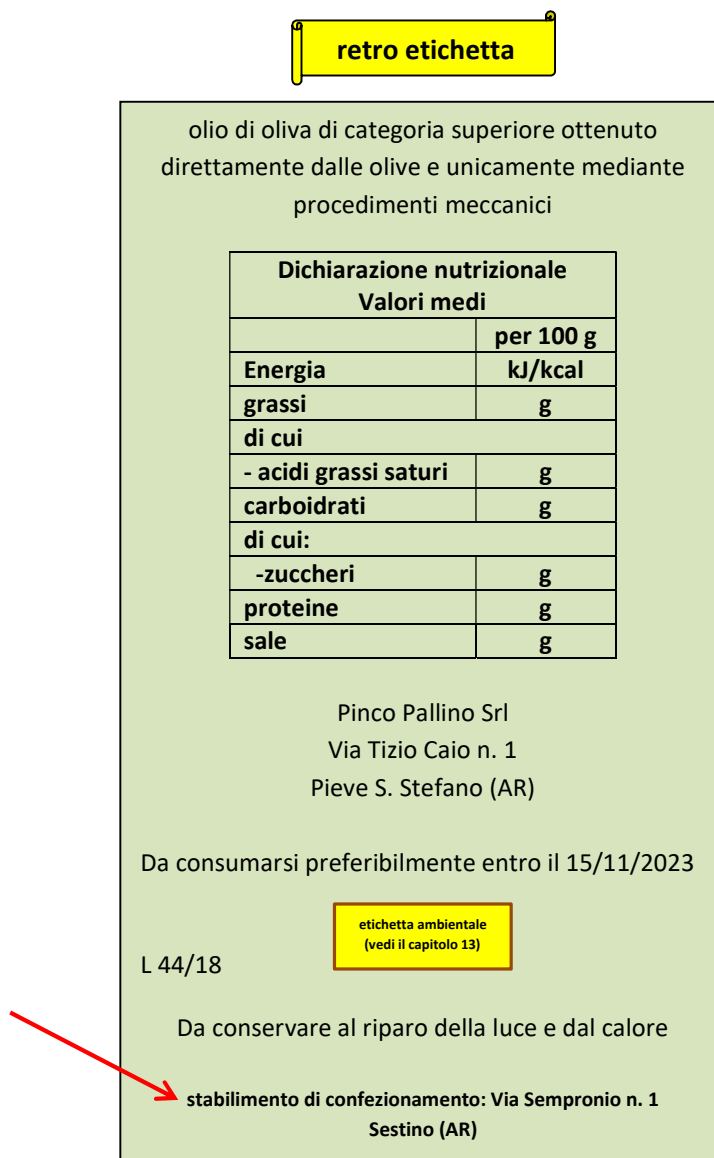 retro etichetta
olio di oliva di categoria superiore ottenuto
direttamente dalle olive e unicamente mediante
procedimenti meccanici
Dichiarazione nutrizionale
Valori medi
per 100 g
Energia kJ/kcal
grassi g
di cui
- acidi grassi saturi g
carboidrati g
di cui:
-zuccheri g
proteine g
sale g
Pinco Pallino Srl
Via Tizio Caio n. 1
Pieve S. Stefano (AR)
Da consumarsi preferibilmente entro il 15/11/2023
etichetta ambientale
(vedi il capitolo 13)
L 44/18
Da conservare al riparo della luce e dal calore
stabilimento di confezionamento: Via Sempronio n. 1
Sestino (AR)